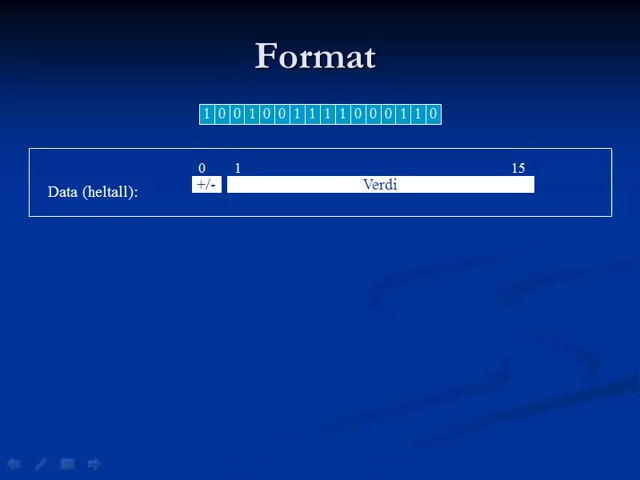 Format
1 0 0 1 0 0 1 1 1 1 0 0 0 1 1 0
0 1 15
Data (heltall): +/- Verdi